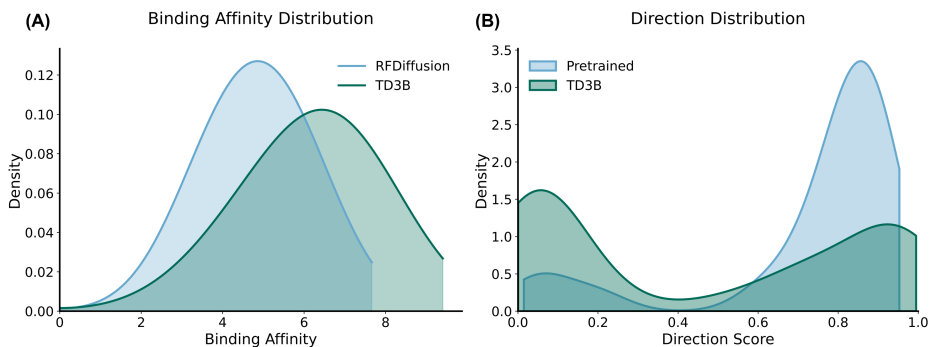 (A)
Binding Affinity Distribution
RFDiffusion
TD3B
Density
0.12
0.10
0.08
0.06
0.04
0.02
0.00
0
2
4
6
8
Binding Affinity
(B)
Direction Distribution
Pretrained
TD3B
Density
3.5
3.0
2.5
2.0
1.5
1.0
0.5
0.0
0.0
0.2
0.4
0.6
0.8
1.0
Direction Score